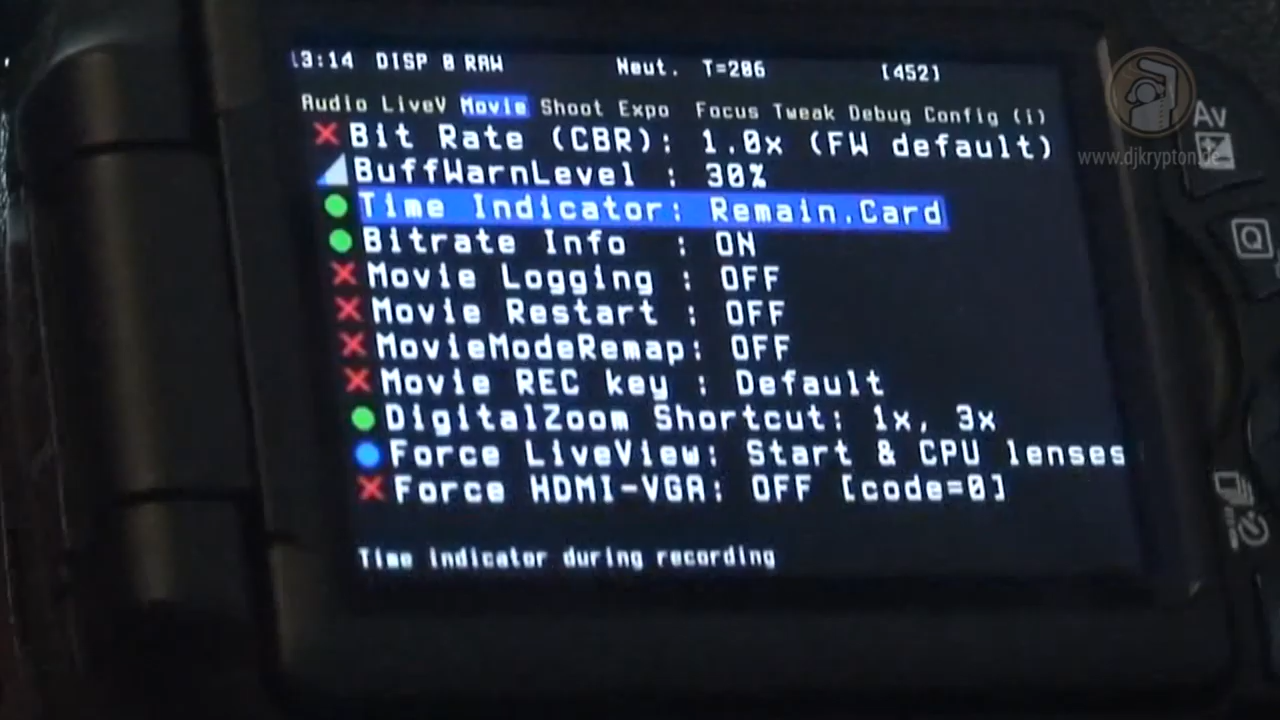 13:14 DISP 0 RAW Neut. T=286 [452]
Audio LiveV Movie Shoot Expo Focus Tweak Debug Config (i)
Bit Rate (CBR): 1.0x (FW default)
BuffWarnLevel : 30%
Time Indicator: Remain.Card
Bitrate Info : ON
Movie Logging : OFF
Movie Restart : OFF
MovieModeRemap: OFF
Movie REC key : Default
DigitalZoom Shortcut: 1x, 3x
Force LiveView: Start & CPU lenses
Force HDMI-VGA: OFF [code=0]
Time indicator during recording
www.djkrypton.de
Av
Q